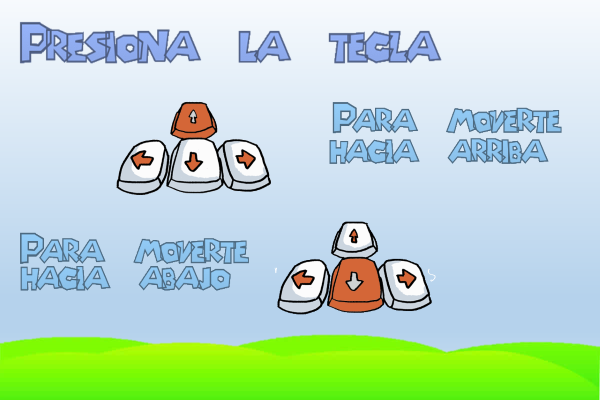 Presiona la tecla
Para moverte
hacia arriba
Para moverte
hacia abajo